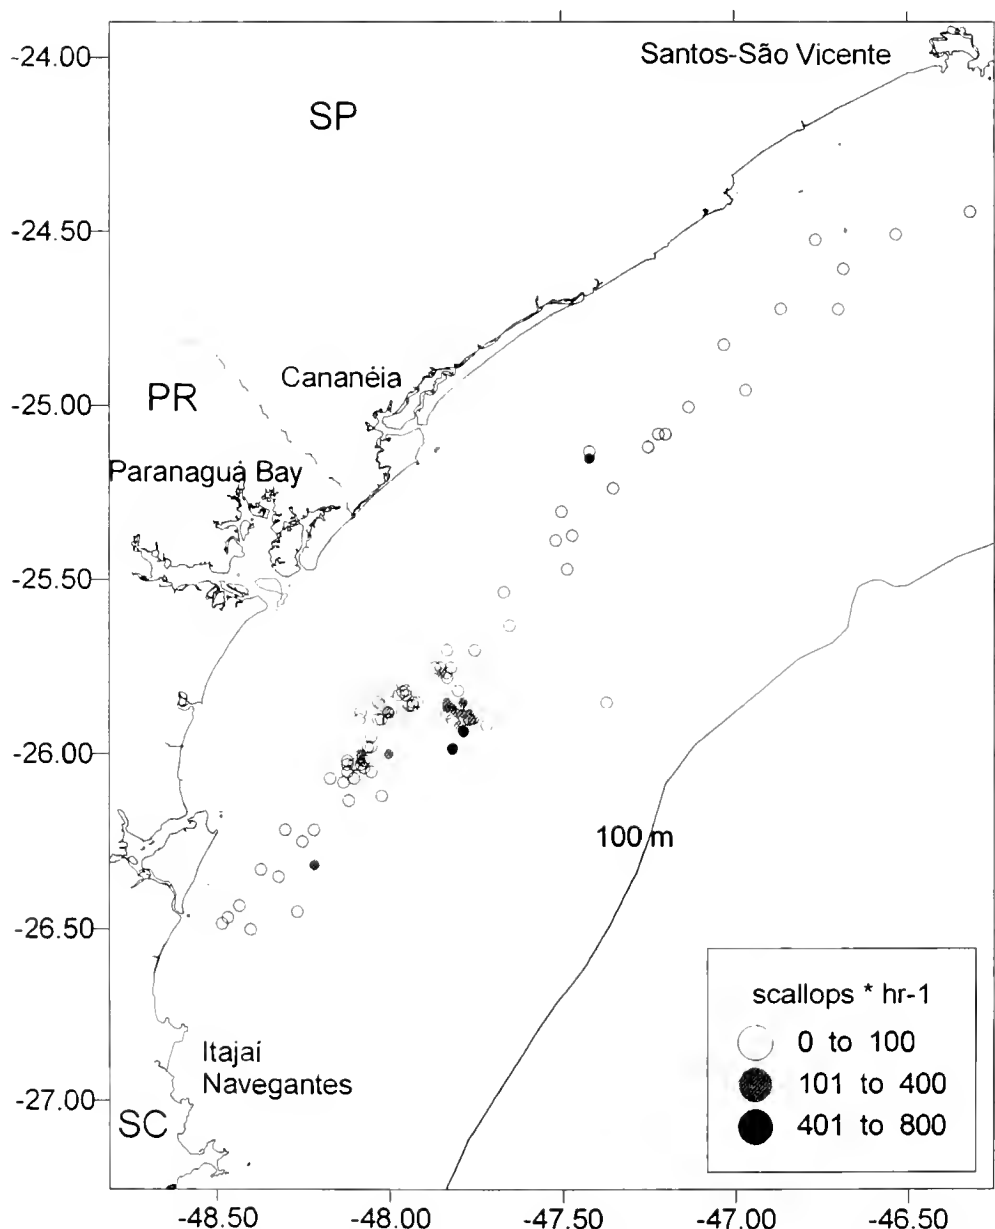 -24.00
Santos-São Vicente
SP
-24.50
Cananéia
PR
-25.00
Paranaguá Bay
-25.50
-26.00
100 m
-26.50
scallops * hr-1
0 to 100
101 to 400
401 to 800
Itajaí
Navegantes
-27.00
SC
-48.50
-48.00
-47.50
-47.00
-46.50